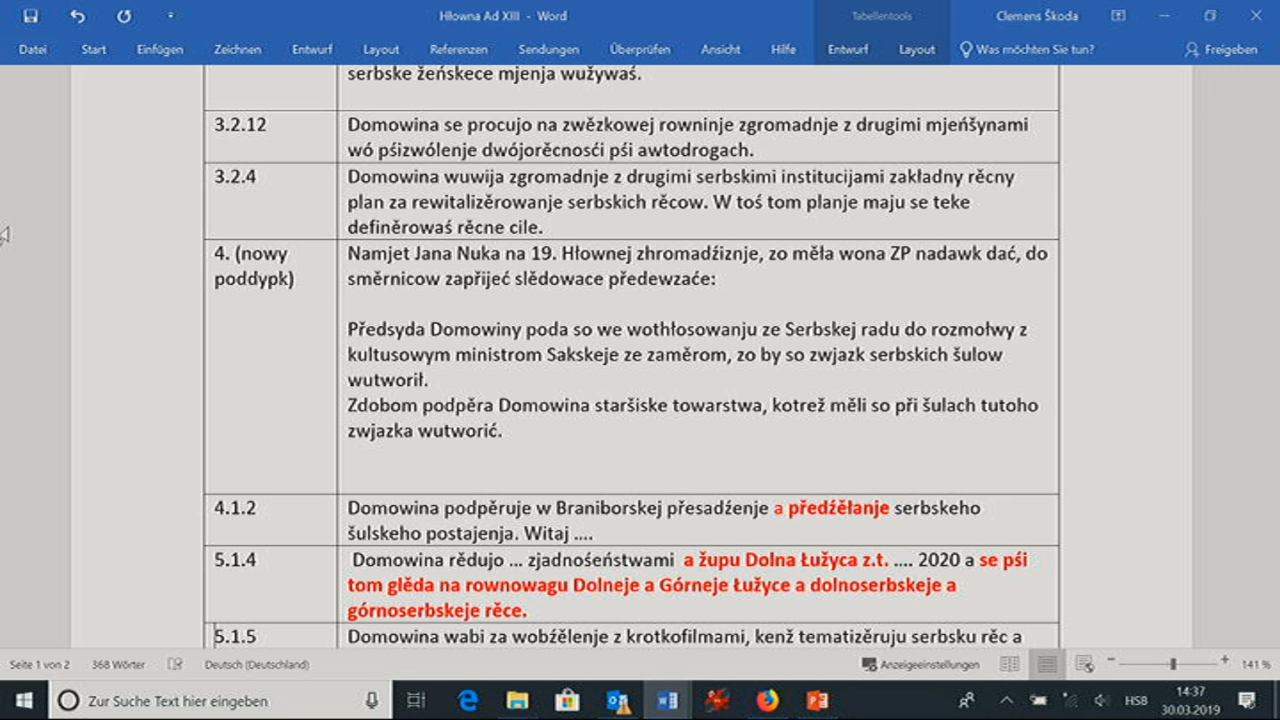 Hłowna Ad XIII - Word
Tabellentools
Clemens Škoda
Datei Start Einfügen Zeichnen Entwurf Layout Referenzen Sendungen Überprüfen Ansicht Hilfe Entwurf Layout Was möchten Sie tun? Freigeben
serbske žeńskece mjenja wužywaś.
3.2.12 Domowina se procujo na zwězkowej rowninje zgromadnje z drugimi mjeńšynami
wó pśizwólenje dwójorěcnosći pśi awtodrogach.
3.2.4 Domowina wuwija zgromadnje z drugimi serbskimi institucijami zakładny rěcny
plan za rewitalizěrowanje serbskich rěcow. W toś tom planje maju se teke
definěrowaś rěcne cile.
4. (nowy Namjet Jana Nuka na 19. Hłownej zhromadźiznje, zo měła wona ZP nadawk dać, do
poddypk) směrnicow zapřijeć slědowace předewzaće:
Předsyda Domowiny poda so we wothłosowanju ze Serbskej radu do rozmołwy z
kultusowym ministrom Sakskeje ze zaměrom, zo by so zwjazk serbskich šulow
wutworił.
Zdobom podpěra Domowina staršiske towarstwa, kotrež měli so při šulach tutoho
zwjazka wutworić.
4.1.2 Domowina podpěruje w Braniborskej přesadźenje a předźěłanje serbskeho
šulskeho postajenja. Witaj ....
5.1.4 Domowina rědujo ... zjadnośeństwami a župu Dolna Łužyca z.t. .... 2020 a se pśi
tom glěda na rownowagu Dolneje a Górneje Łužyce a dolnoserbskeje a
górnoserbskeje rěce.
5.1.5 Domowina wabi za wobźělenje z krotkofilmami, kenž tematizěruju serbsku rěc a
Seite 1 von 2 368 Wörter Deutsch (Deutschland) Anzeigeeinstellungen 141 %
Zur Suche Text hier eingeben HSB 14:37
30.03.2019